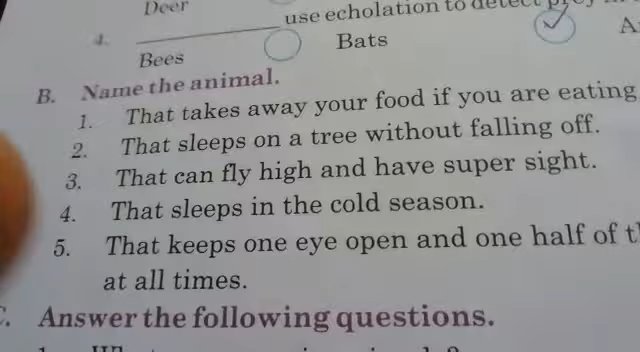 Deer
4. ____________ use echolation to detect prey
Bees Bats A
B. Name the animal.
1. That takes away your food if you are eating
2. That sleeps on a tree without falling off.
3. That can fly high and have super sight.
4. That sleeps in the cold season.
5. That keeps one eye open and one half of t
at all times.
C. Answer the following questions.